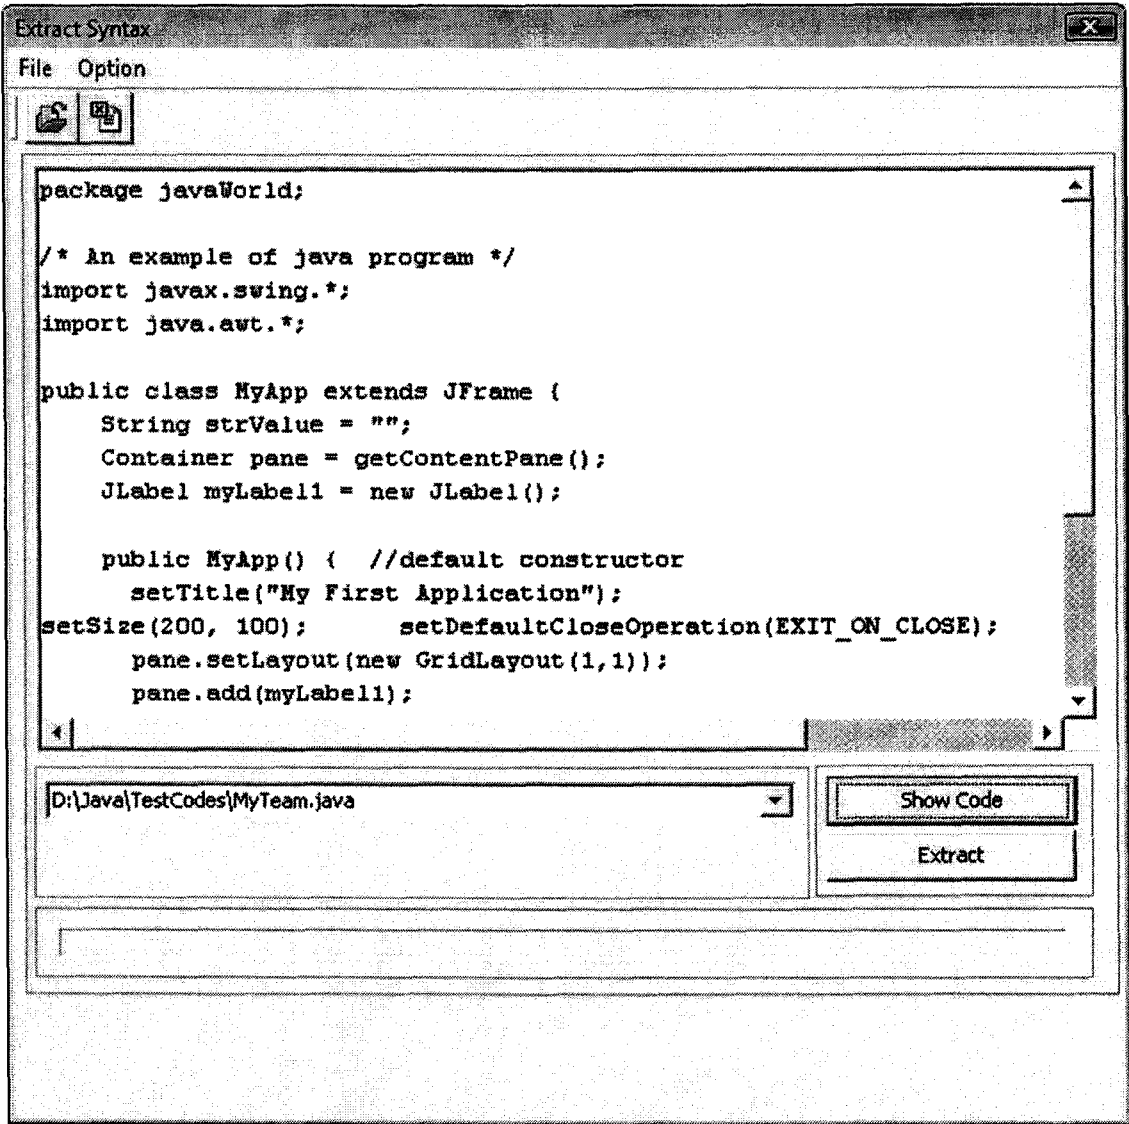 Extract Syntax
File Option
package javaWorld;
/* An example of java program */
import javax.swing.*;
import java.awt.*;
public class MyApp extends JFrame {
String strValue = "";
Container pane = getContentPane();
JLabel myLabel1 = new JLabel();
public MyApp() { //default constructor
setTitle("My First Application");
setSize(200, 100); setDefaultCloseOperation(EXIT_ON_CLOSE);
pane.setLayout(new GridLayout(1,1));
pane.add(myLabel1);
D:\Java\TestCodes\MyTeam.java
Show Code
Extract